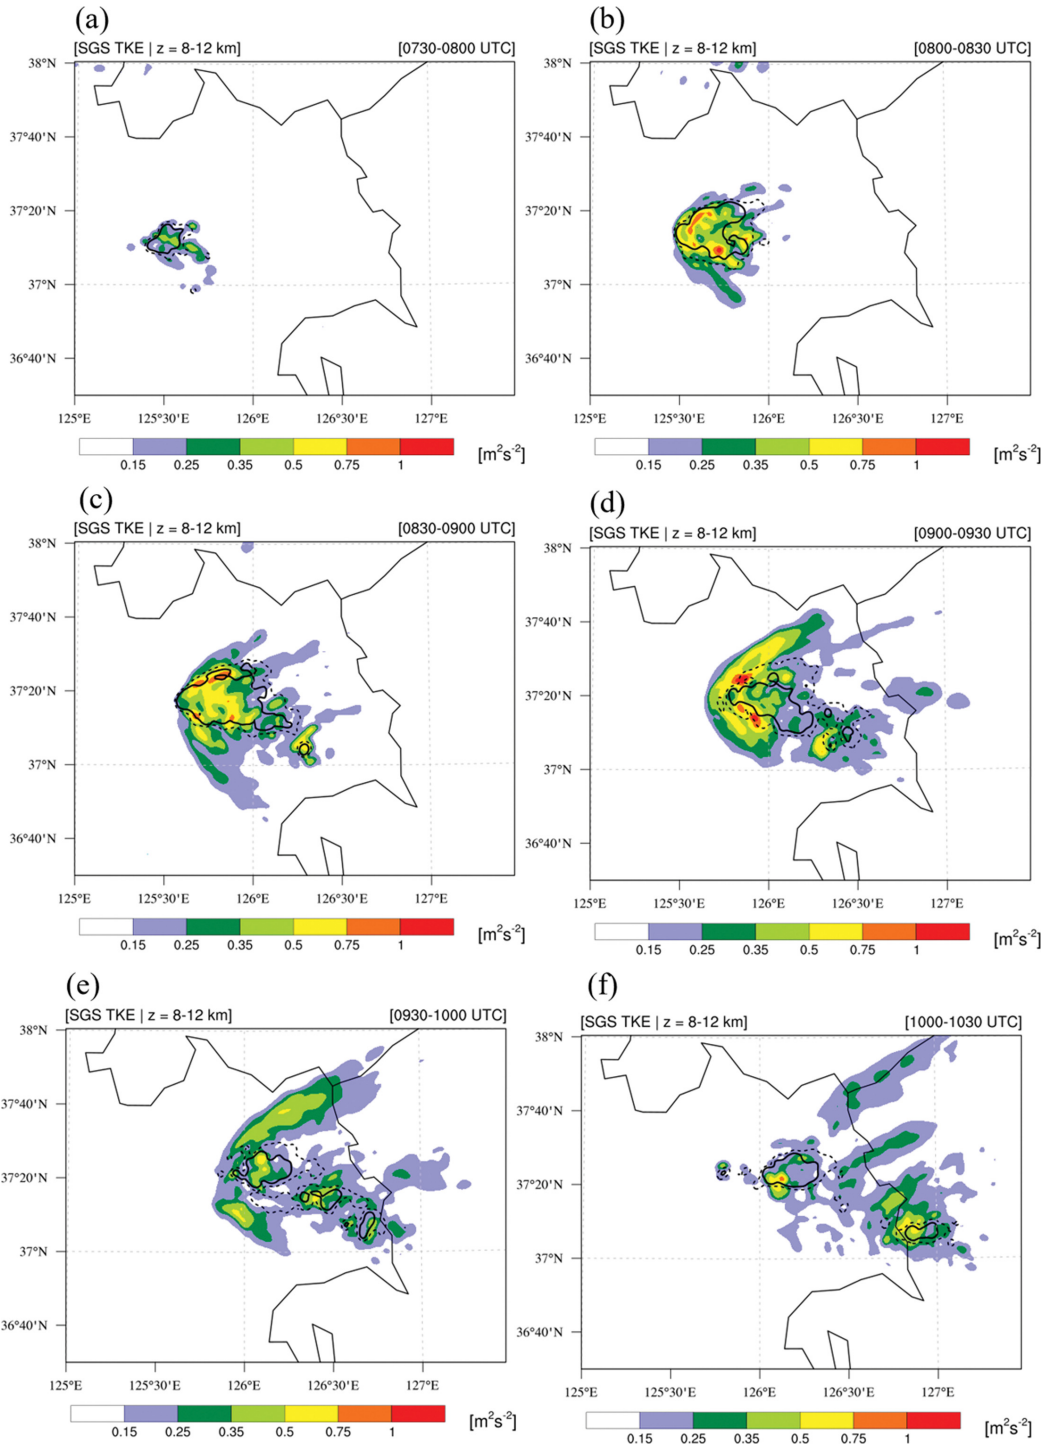 (a)
[SGS TKE | z = 8-12 km] [0730-0800 UTC]
38°N
37°40'N
37°20'N
37°N
36°40'N
125°E 125°30'E 126°E 126°30'E 127°E
0.15 0.25 0.35 0.5 0.75 1 [m²s⁻²]
(b)
[SGS TKE | z = 8-12 km] [0800-0830 UTC]
38°N
37°40'N
37°20'N
37°N
36°40'N
125°E 125°30'E 126°E 126°30'E 127°E
0.15 0.25 0.35 0.5 0.75 1 [m²s⁻²]
(c)
[SGS TKE | z = 8-12 km] [0830-0900 UTC]
38°N
37°40'N
37°20'N
37°N
36°40'N
125°E 125°30'E 126°E 126°30'E 127°E
0.15 0.25 0.35 0.5 0.75 1 [m²s⁻²]
(d)
[SGS TKE | z = 8-12 km] [0900-0930 UTC]
38°N
37°40'N
37°20'N
37°N
36°40'N
125°E 125°30'E 126°E 126°30'E 127°E
0.15 0.25 0.35 0.5 0.75 1 [m²s⁻²]
(e)
[SGS TKE | z = 8-12 km] [0930-1000 UTC]
38°N
37°40'N
37°20'N
37°N
36°40'N
125°E 125°30'E 126°E 126°30'E 127°E
0.15 0.25 0.35 0.5 0.75 1 [m²s⁻²]
(f)
[SGS TKE | z = 8-12 km] [1000-1030 UTC]
38°N
37°40'N
37°20'N
37°N
36°40'N
125°E 125°30'E 126°E 126°30'E 127°E
0.15 0.25 0.35 0.5 0.75 1 [m²s⁻²]